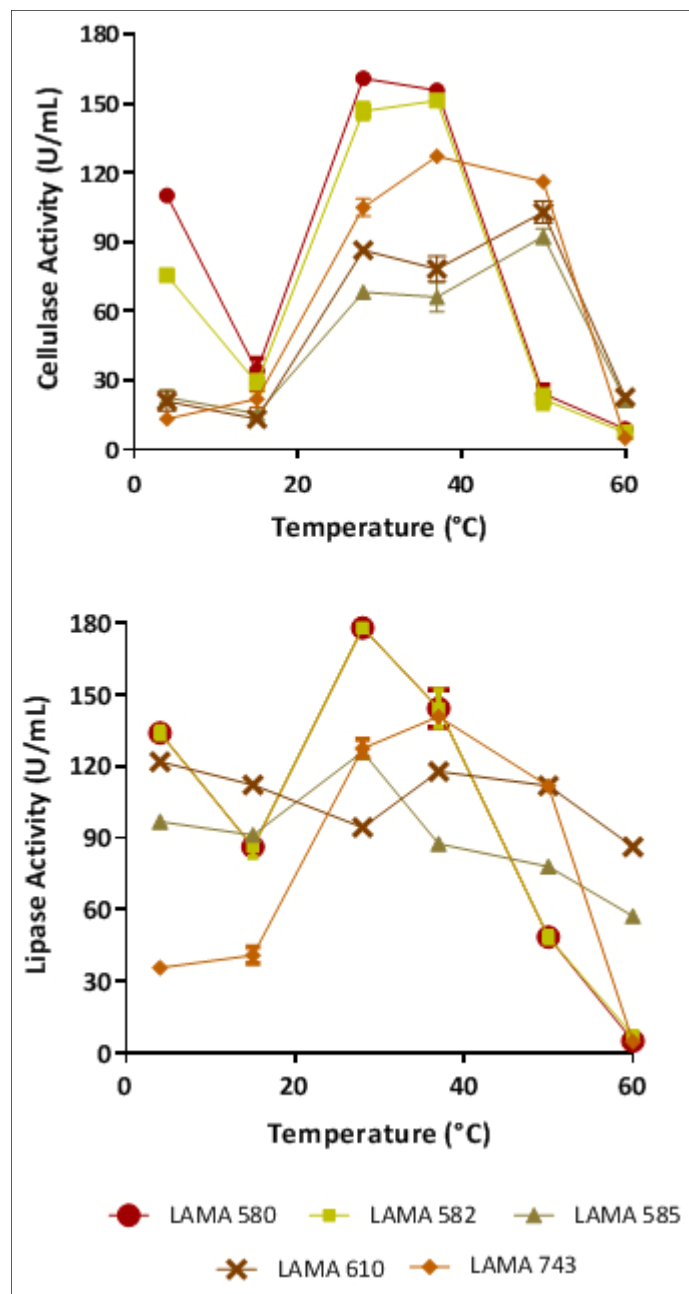 180
150
120
90
60
30
0
Cellulase Activity (U/mL)
0 20 40 60
Temperature (°C)
180
150
120
90
60
30
0
Lipase Activity (U/mL)
0 20 40 60
Temperature (°C)
LAMA 580 LAMA 582 LAMA 585
LAMA 610 LAMA 743